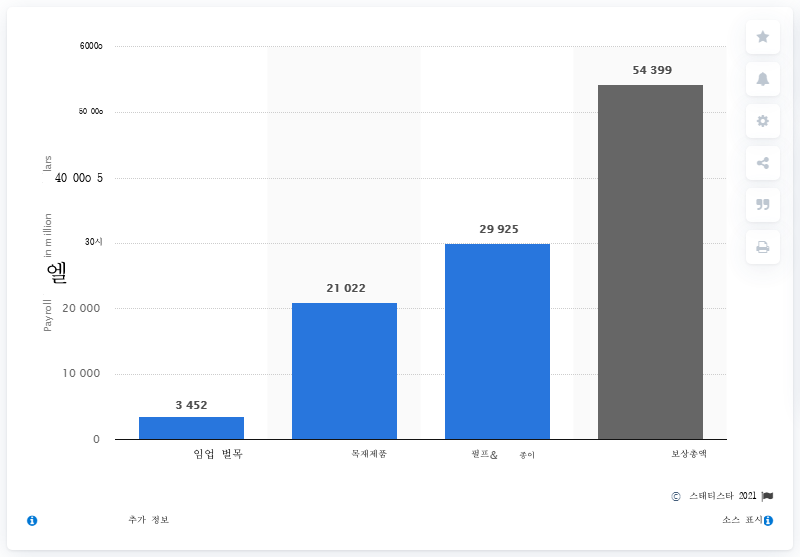 6000o
50 00o
40 00o 5
30시
20 000
10 000
0
Payroll 엘 in million lars
3 452
21 022
29 925
54 399
임업 벌목
목재제품
펄프& 종이
보상총액
© 스태티스타 2021
추가 정보
소스 표시